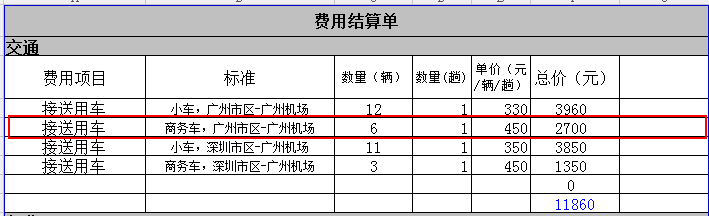 费用结算单
交通
费用项目 标准 数量（辆） 数量(趟) 单价（元/辆/趟） 总价（元）
接送用车 小车，广州市区-广州机场 12 1 330 3960
接送用车 商务车，广州市区-广州机场 6 1 450 2700
接送用车 小车，深圳市区-广州机场 11 1 350 3850
接送用车 商务车，深圳市区-广州机场 3 1 450 1350
0
11860